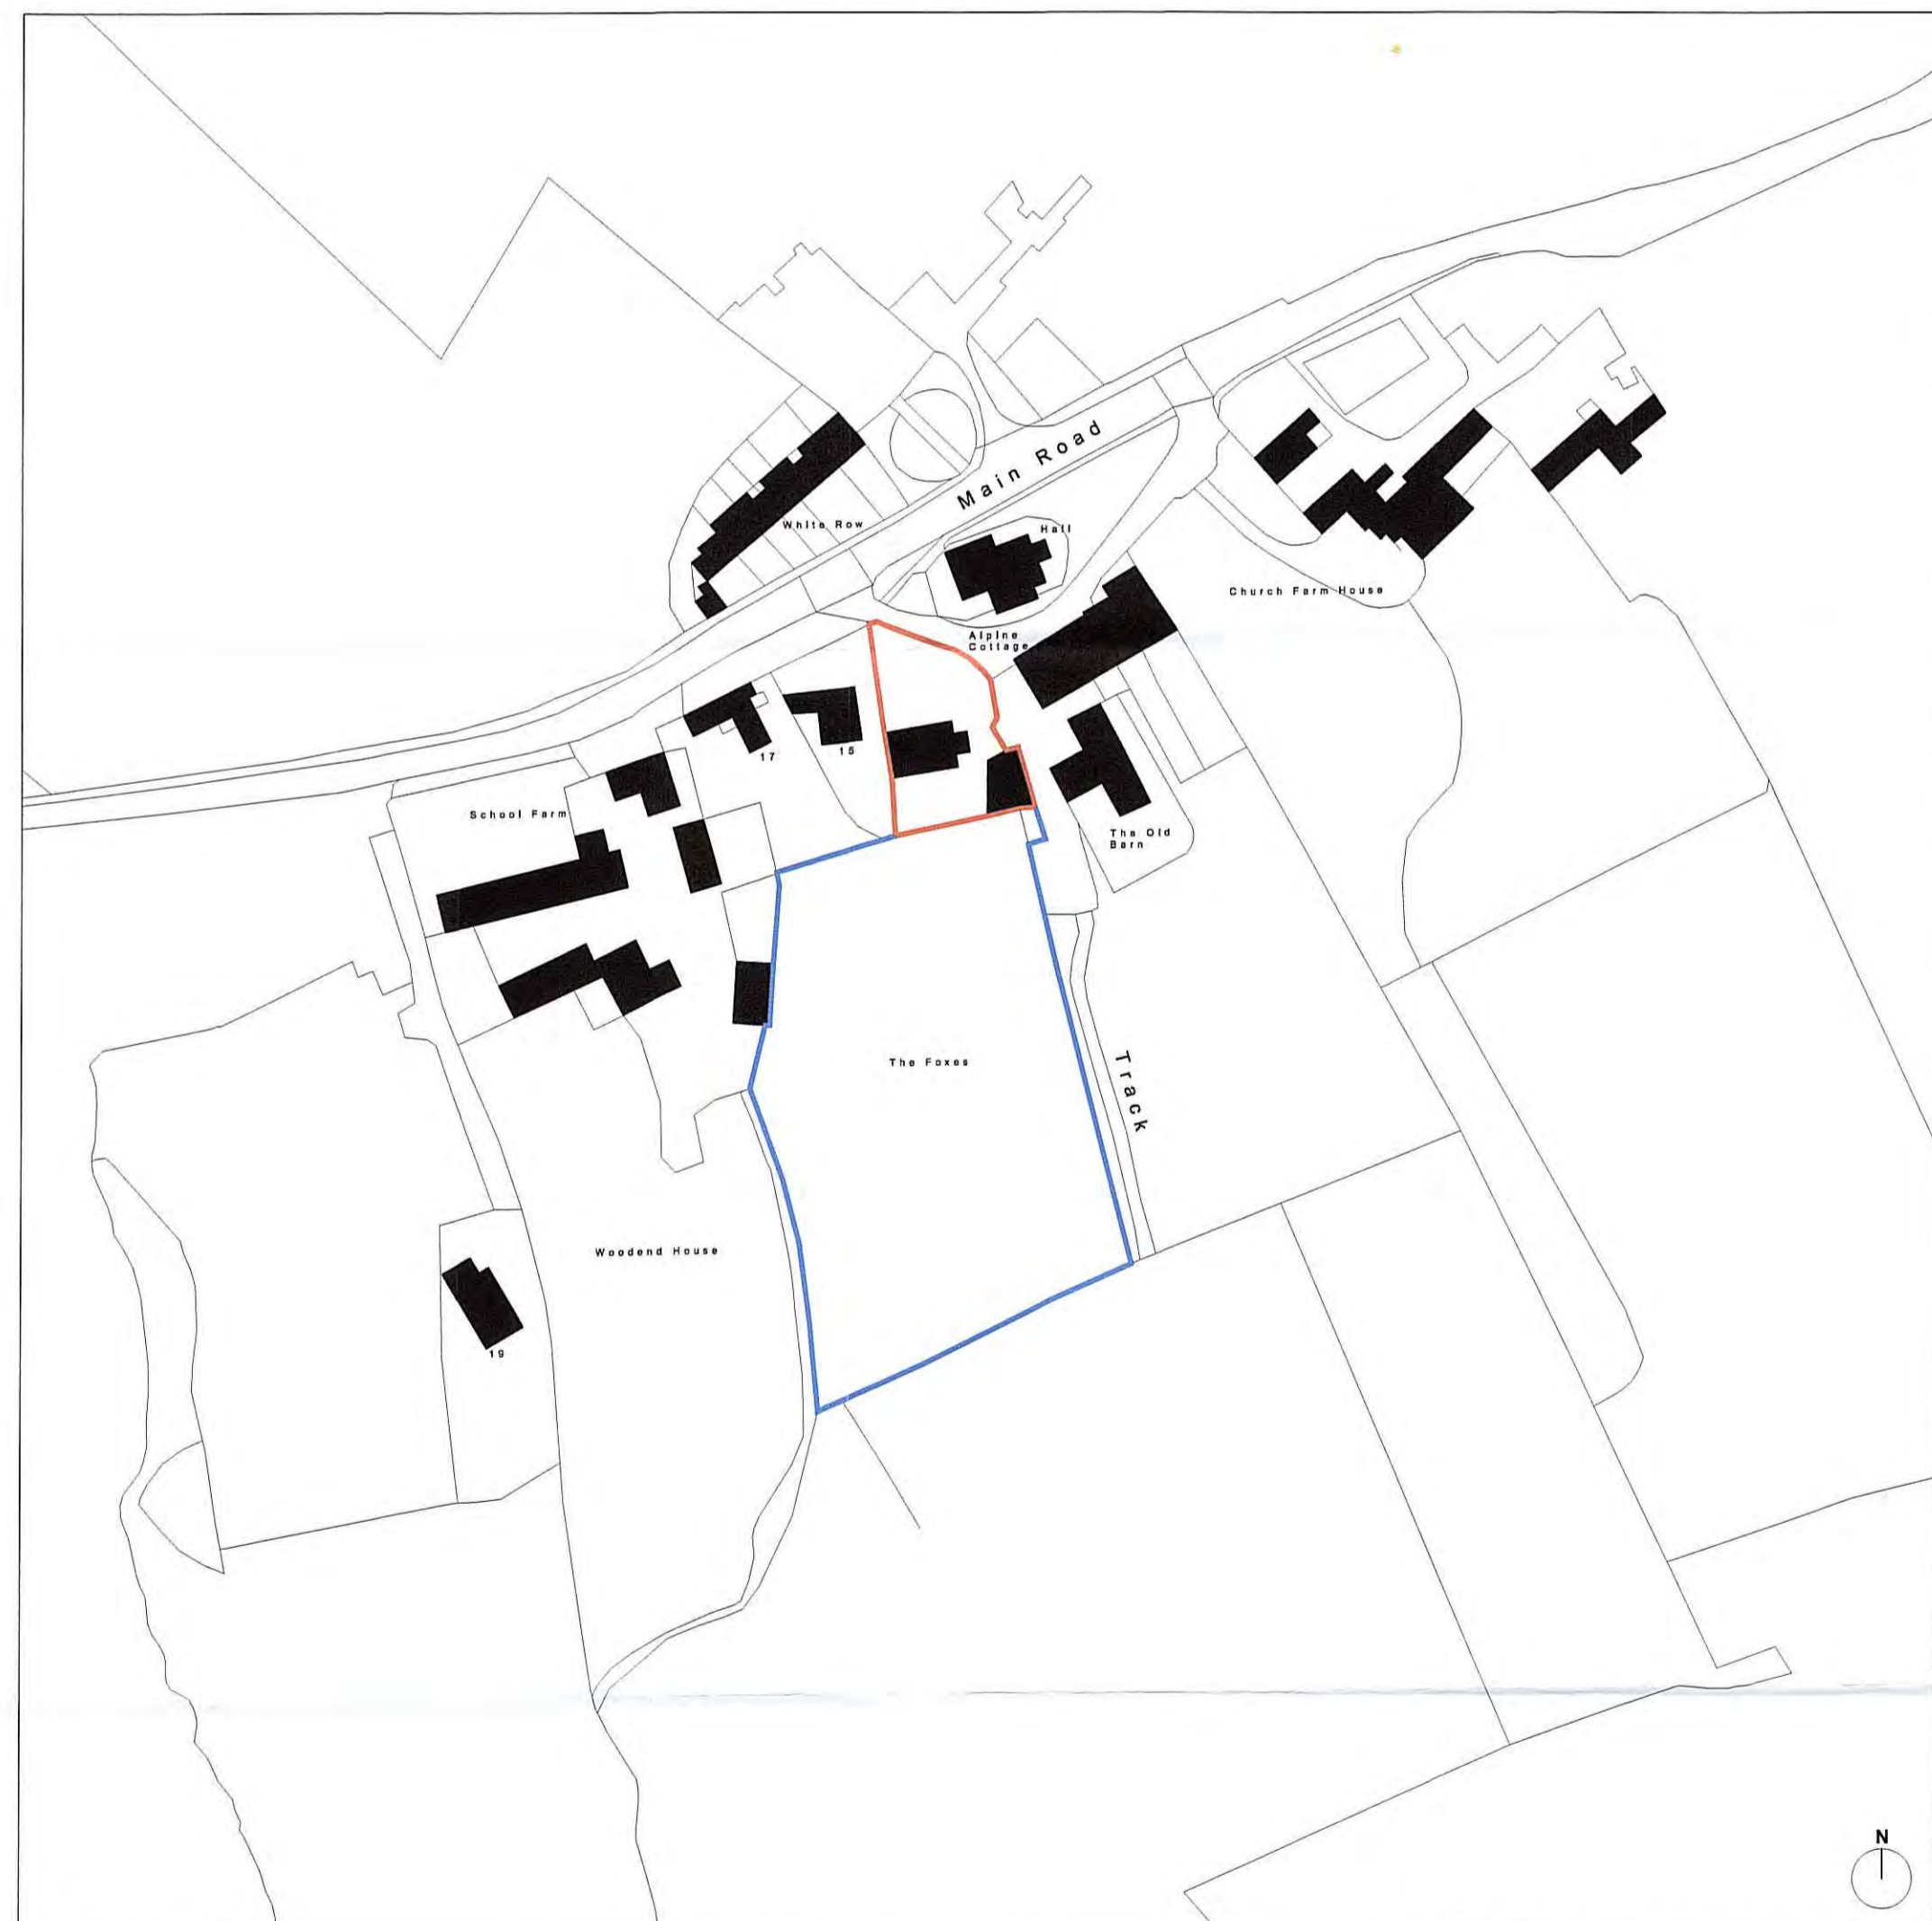 Main Road
White Row
Hall
Church Farm House
Alpine
Cottage
15
17
School Farm
The Old
Barn
The Foxes
Track
Woodend House
19
N